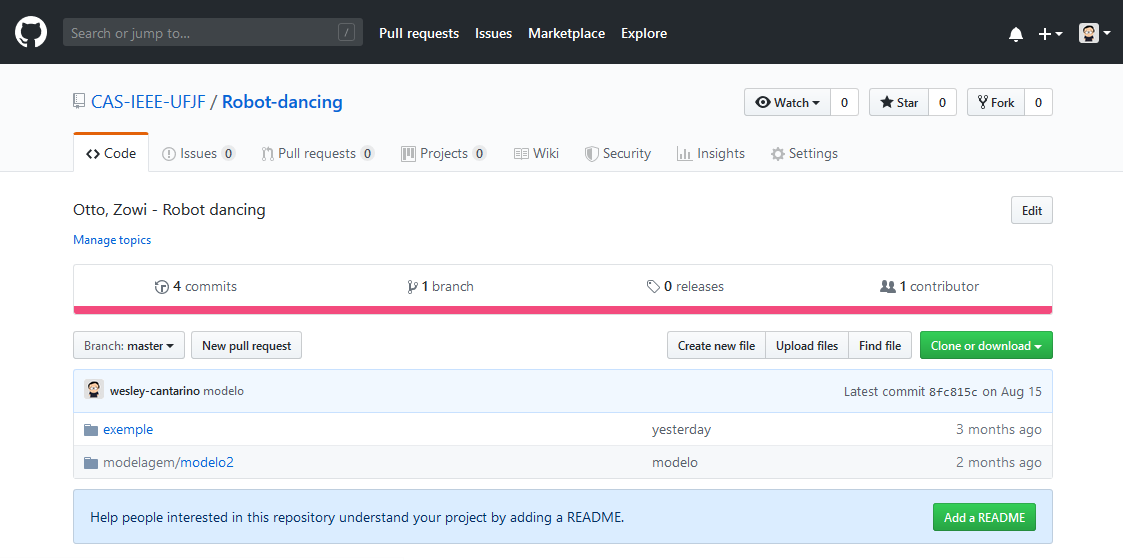 Search or jump to... / Pull requests Issues Marketplace Explore
CAS-IEEE-UFJF / Robot-dancing Watch 0 Star 0 Fork 0
Code Issues 0 Pull requests 0 Projects 0 Wiki Security Insights Settings
Otto, Zowi - Robot dancing Edit
Manage topics
4 commits 1 branch 0 releases 1 contributor
Branch: master New pull request Create new file Upload files Find file Clone or download
wesley-cantarino modelo Latest commit 8fc815c on Aug 15
exemple yesterday 3 months ago
modelagem/modelo2 modelo 2 months ago
Help people interested in this repository understand your project by adding a README. Add a README